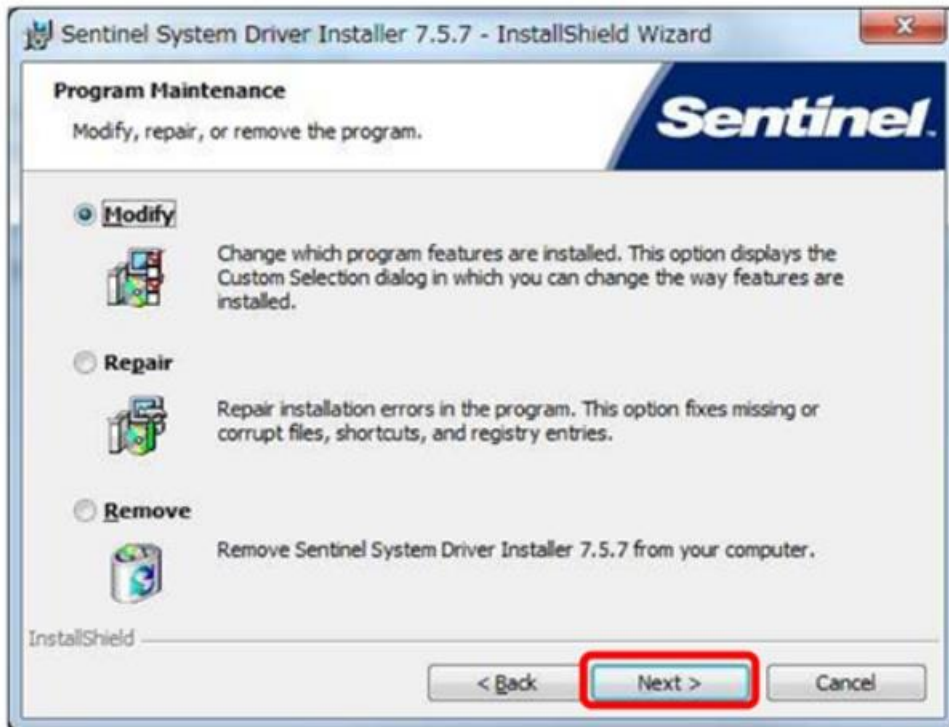 Sentinel System Driver Installer 7.5.7 - InstallShield Wizard
Program Maintenance
Modify, repair, or remove the program.
Sentinel.
Modify
Change which program features are installed. This option displays the
Custom Selection dialog in which you can change the way features are
installed.
Repair
Repair installation errors in the program. This option fixes missing or
corrupt files, shortcuts, and registry entries.
Remove
Remove Sentinel System Driver Installer 7.5.7 from your computer.
InstallShield
< Back
Next >
Cancel